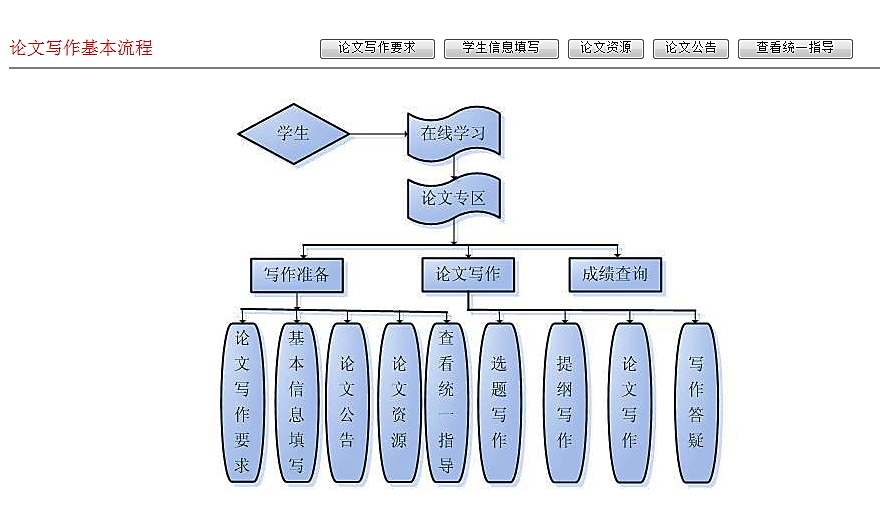 论文写作基本流程
论文写作要求
学生信息填写
论文资源
论文公告
查看统一指导
学生
在线学习
论文专区
写作准备
论文写作
成绩查询
论文写作要求
基本信息填写
论文公告
论文资源
查看统一指导
选题写作
提纲写作
论文写作
写作答疑